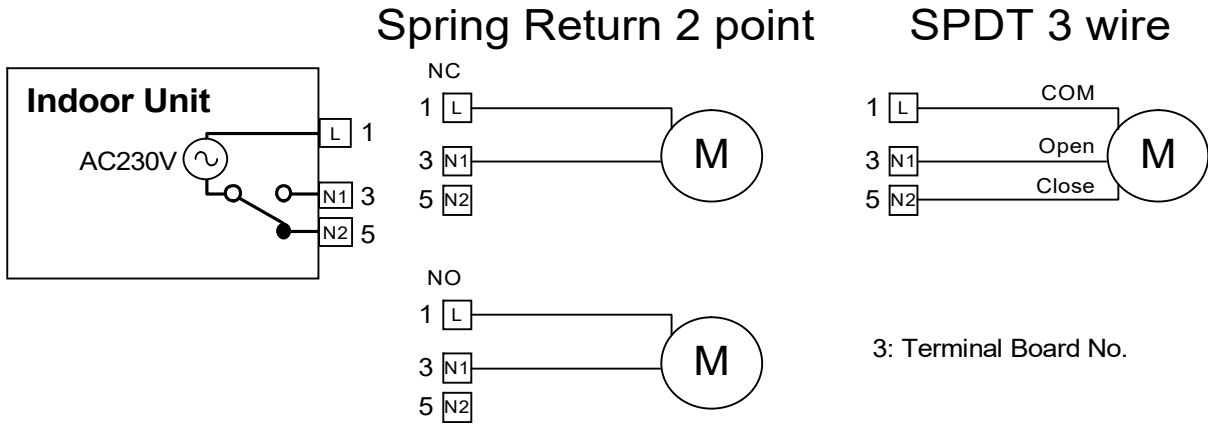 Spring Return 2 point
SPDT 3 wire
Indoor Unit
AC230V
L 1
N1 3
N2 5
NC
1 L
3 N1
5 N2
M
NO
1 L
3 N1
5 N2
M
1 L COM
3 N1 Open
5 N2 Close
M
3: Terminal Board No.